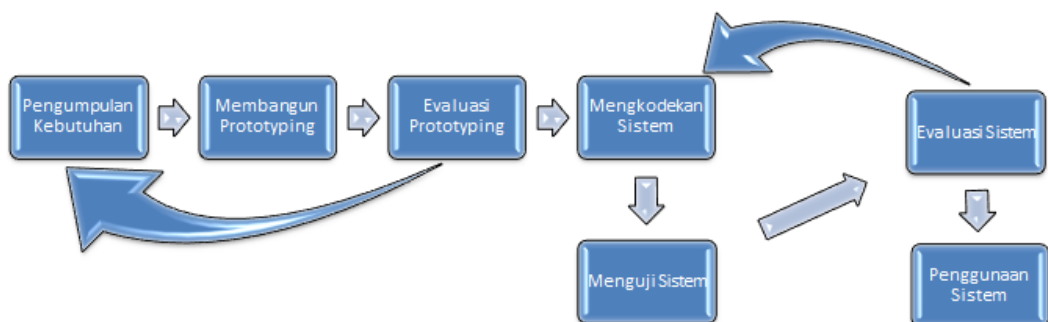 Pengumpulan
Kebutuhan
Membangun
Prototyping
Evaluasi
Prototyping
Mengkodekan
Sistem
Menguji Sistem
Evaluasi Sistem
Penggunaan
Sistem